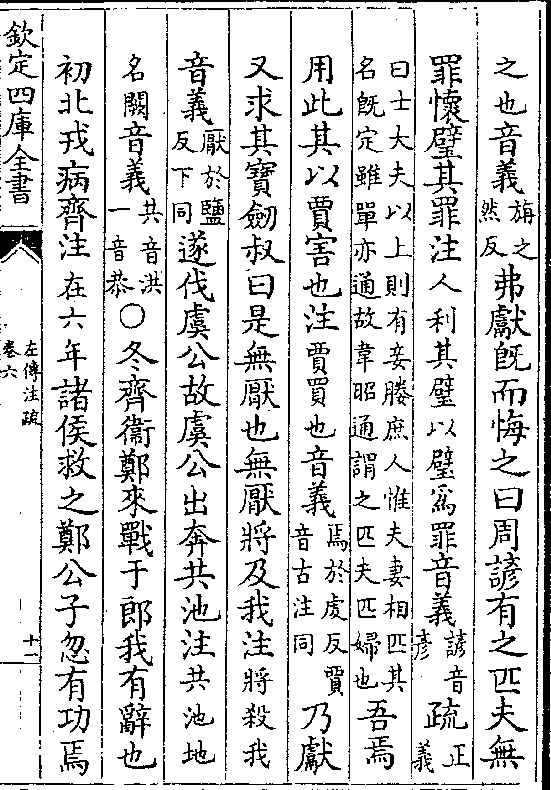 之也音義旃之然反弗獻旣而悔之曰周諺有之匹夫無
罪懷璧其罪注人利其璧以璧爲罪音義諺音彥疏正義
曰士大夫以上則有妾媵庶人惟夫妻相匹其名旣定雖單亦通故韋昭通謂之匹夫匹婦也吾焉
用此其以賈害也注賈買也音義焉於虔反賈音古注同乃獻
又求其寶劒叔曰是無厭也無厭將及我注將殺我
音義厭於鹽反下同遂伐虞公故虞公出奔共池注共池地
名闕音義共音洪一音恭○冬齊衞鄭來戰于郎我有辭也
初北戎病齊注在六年諸侯救之鄭公子忽有功焉
欽定四庫全書
左傳注疏
卷六
十一